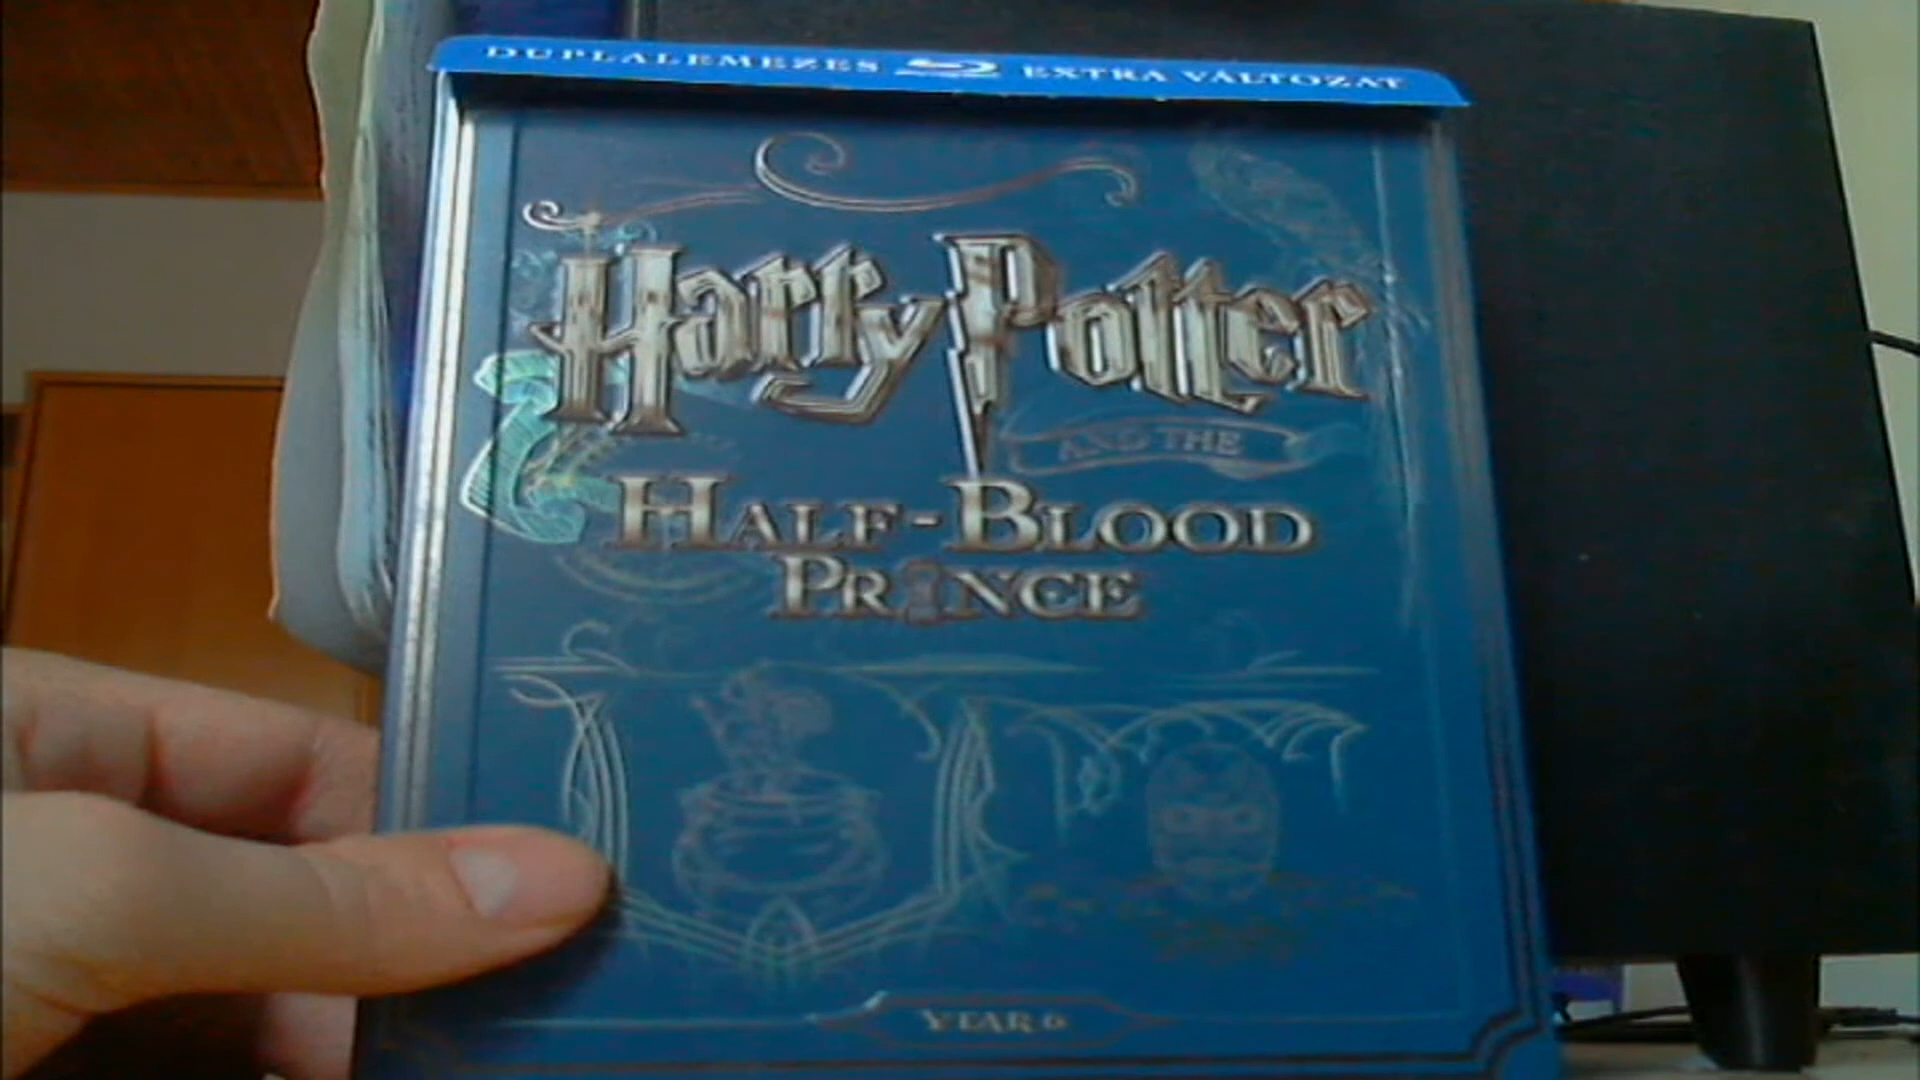 DUPLALEMEZES EXTRA VÁLTOZAT
Harry Potter
AND THE
HALF-BLOOD
PRINCE
YEAR 6